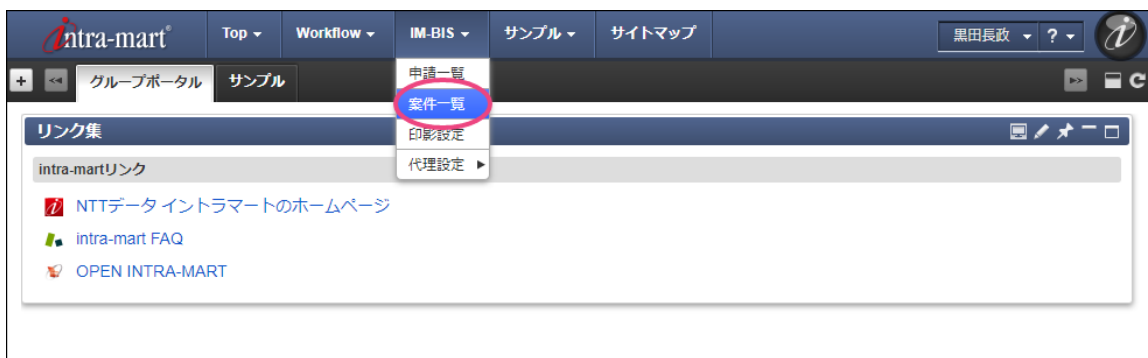 intra-mart® Top Workflow IM-BIS サンプル サイトマップ 黒田長政 ?
グループポータル サンプル
申請一覧
案件一覧
印影設定
代理設定
リンク集
intra-martリンク
NTTデータ イントラマートのホームページ
intra-mart FAQ
OPEN INTRA-MART